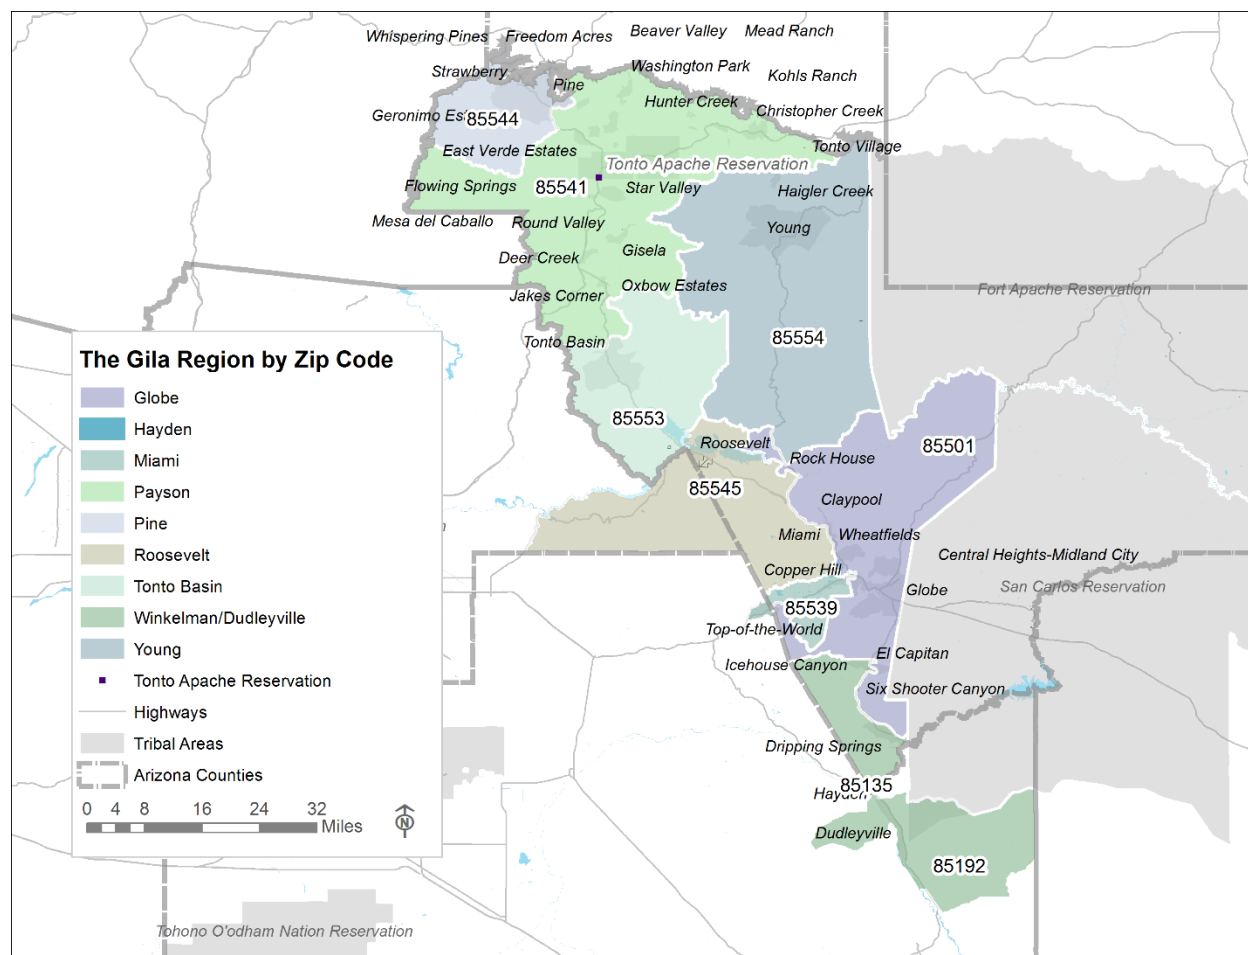 Whispering Pines
Freedom Acres
Beaver Valley
Mead Ranch
Strawberry
Pine
Washington Park
Kohls Ranch
Geronimo Es
85544
Hunter Creek
Christopher Creek
East Verde Estates
Tonto Village
Tonto Apache Reservation
Flowing Springs
85541
Star Valley
Haigler Creek
Mesa del Caballo
Round Valley
Young
Deer Creek
Gisela
Jakes Corner
Oxbow Estates
Fort Apache Reservation
Tonto Basin
85554
85553
Roosevelt
Rock House
85501
85545
Claypool
Miami
Wheatfields
Copper Hill
Central Heights-Midland City
85539
Globe
San Carlos Reservation
Top-of-the-World
Icehouse Canyon
El Capitan
Six Shooter Canyon
Dripping Springs
85135
Hayden
Dudleyville
85192
Tohono O'odham Nation Reservation
The Gila Region by Zip Code
Globe
Hayden
Miami
Payson
Pine
Roosevelt
Tonto Basin
Winkelman/Dudleyville
Young
Tonto Apache Reservation
Highways
Tribal Areas
Arizona Counties
0 4 8 16 24 32
Miles
N